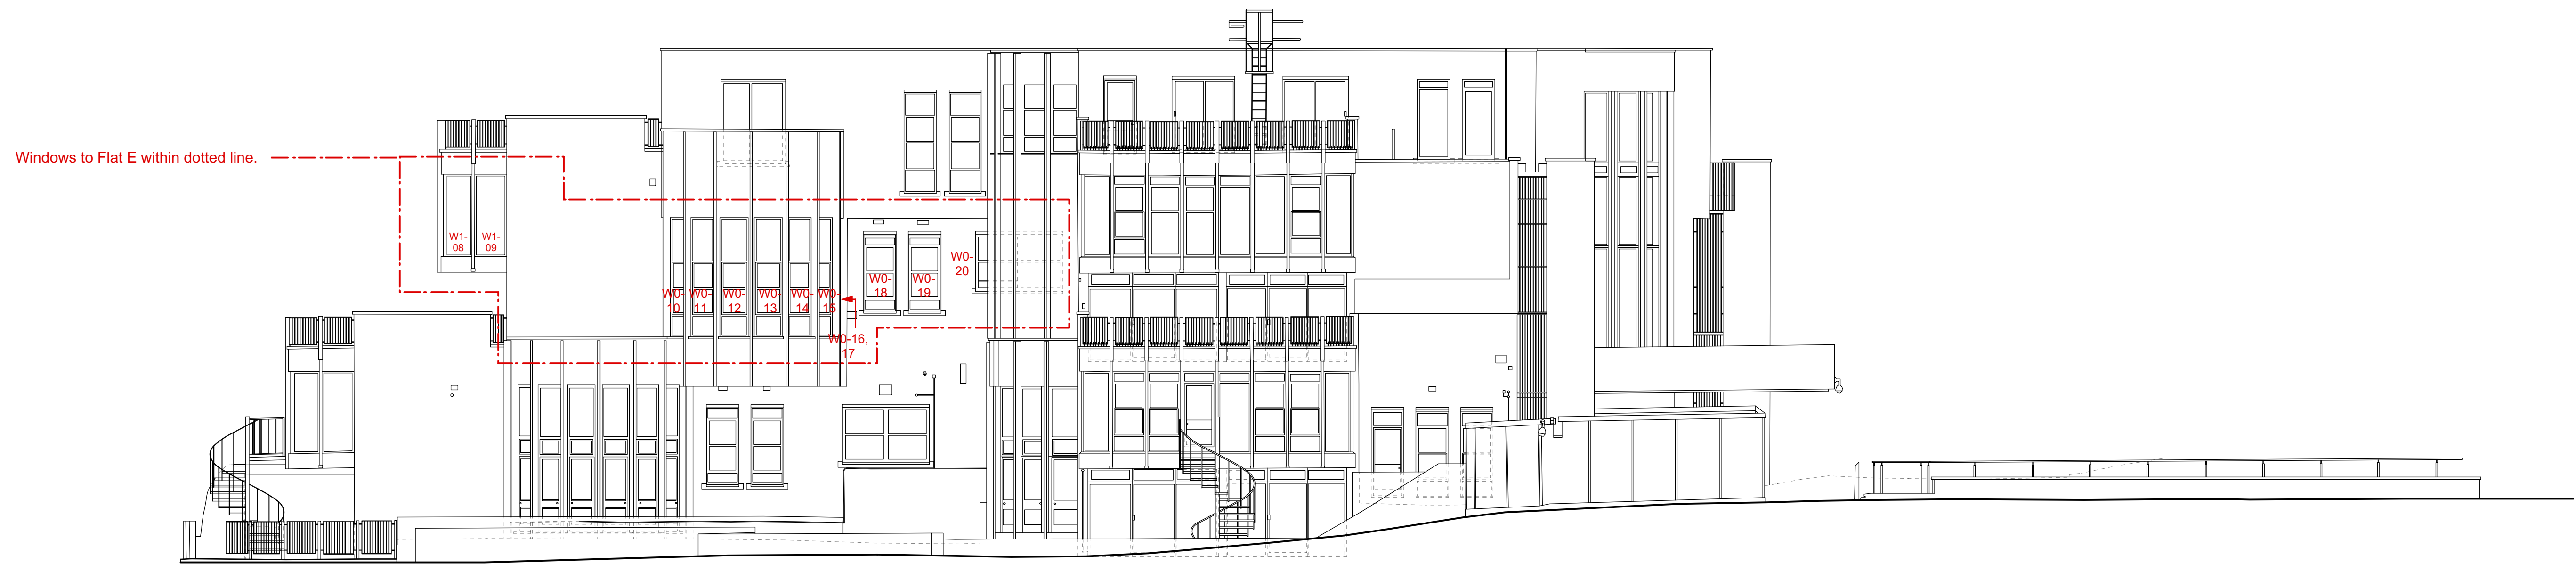 Windows to Flat E within dotted line.
W1-
08
W1-
09
W0-
10
W0-
11
W0-
12
W0-
13
W0-
14
W0-
15
W0-16,
17
W0-
18
W0-
19
W0-
20